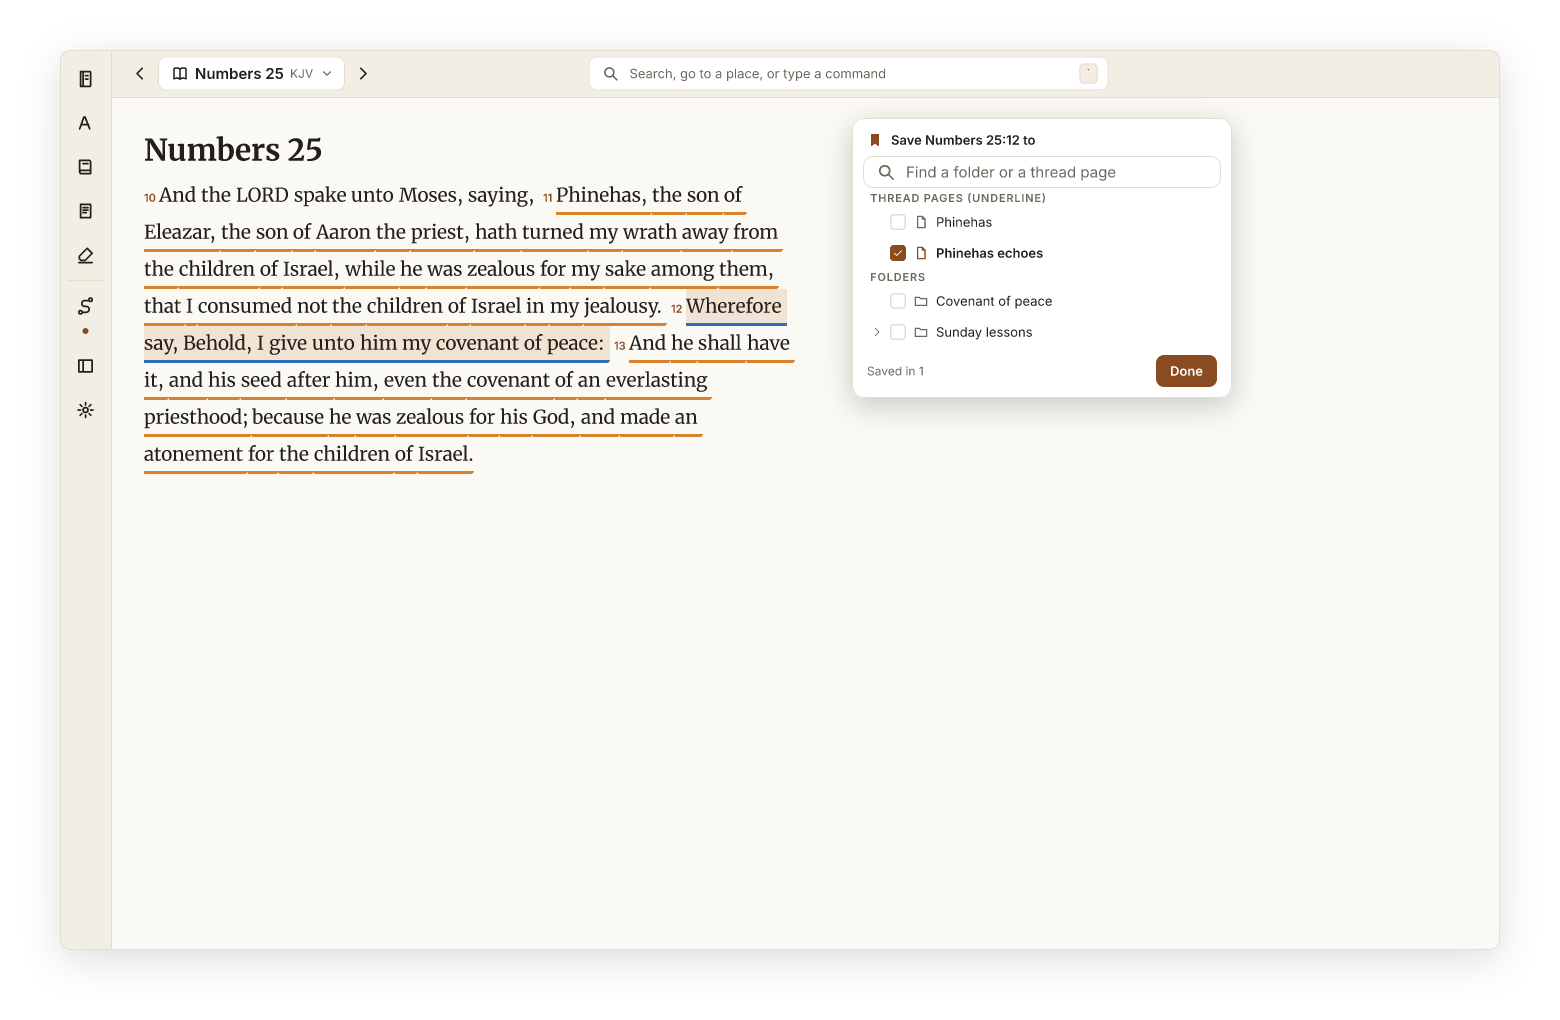 Numbers 25 KJV
Search, go to a place, or type a command
Numbers 25
10 And the LORD spake unto Moses, saying, 11 Phinehas, the son of
Eleazar, the son of Aaron the priest, hath turned my wrath away from
the children of Israel, while he was zealous for my sake among them,
that I consumed not the children of Israel in my jealousy. 12 Wherefore
say, Behold, I give unto him my covenant of peace: 13 And he shall have
it, and his seed after him, even the covenant of an everlasting
priesthood; because he was zealous for his God, and made an
atonement for the children of Israel.
Save Numbers 25:12 to
Find a folder or a thread page
THREAD PAGES (UNDERLINE)
Phinehas
Phinehas echoes
FOLDERS
Covenant of peace
Sunday lessons
Saved in 1
Done